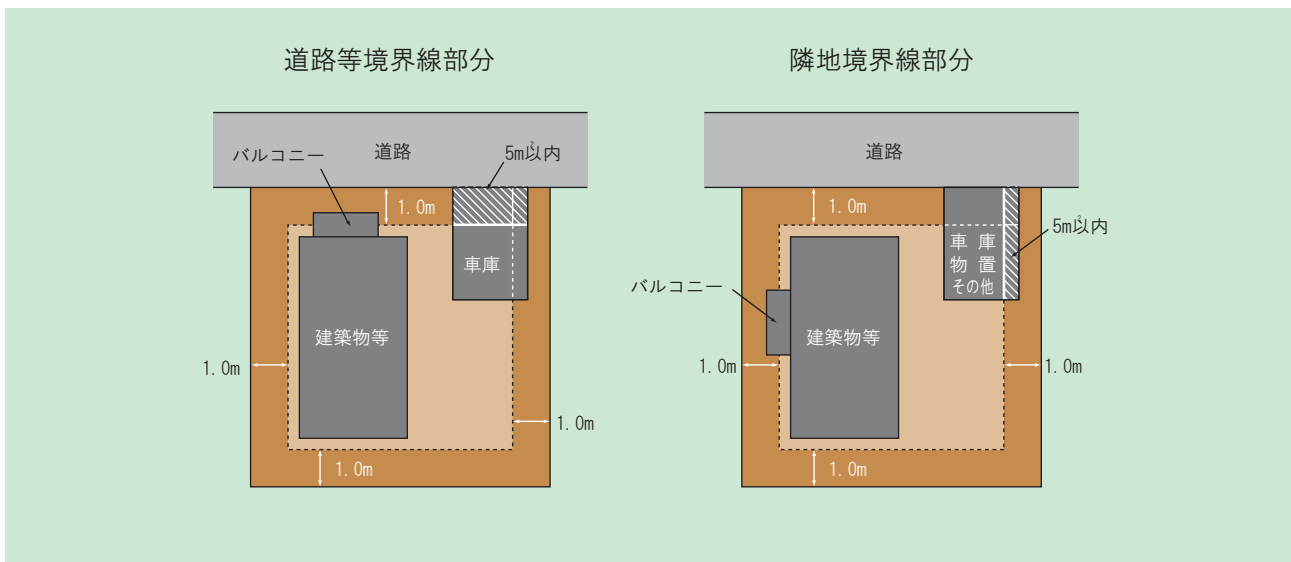 道路等境界線部分
バルコニー
道路
5㎡以内
1.0m
車庫
建築物等
1.0m
1.0m
1.0m
隣地境界線部分
道路
1.0m
5㎡以内
車庫
物置
その他
バルコニー
建築物等
1.0m
1.0m
1.0m